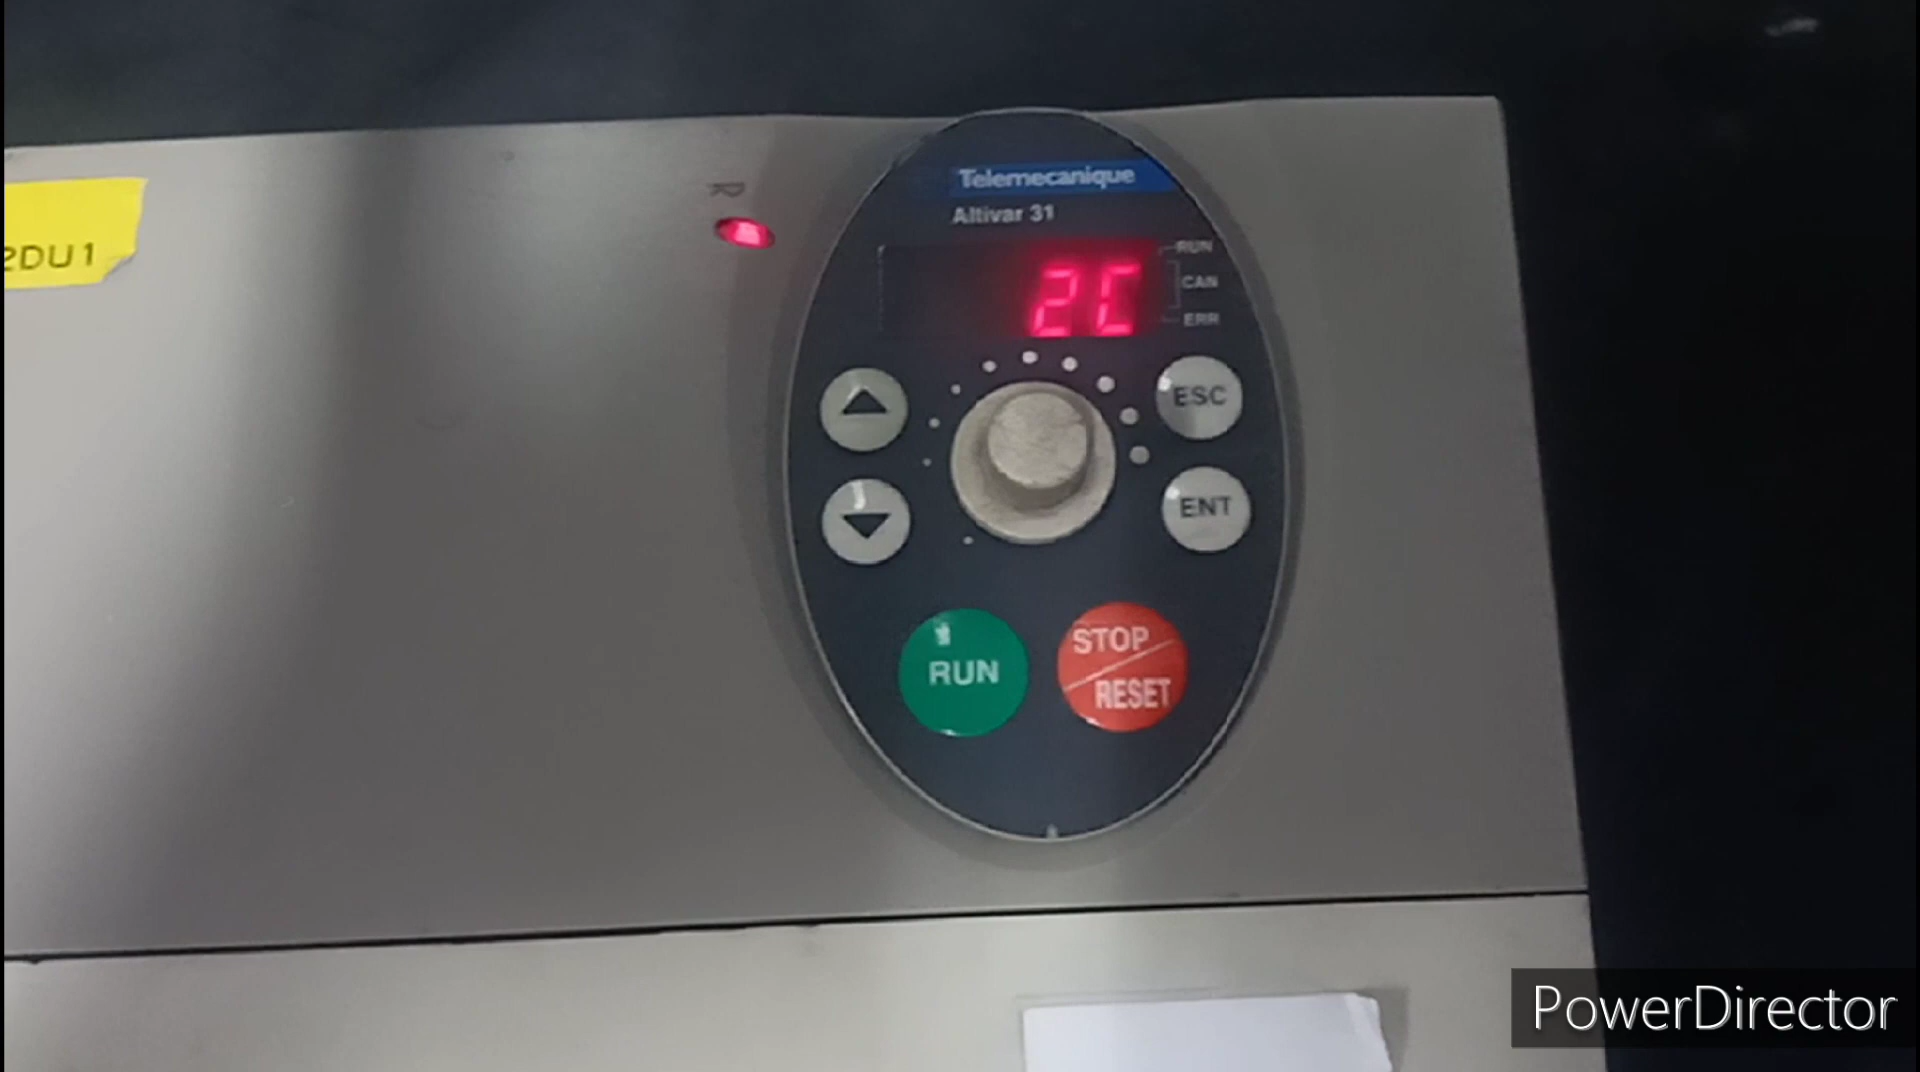 Telemecanique
Altivar 31
RUN
CAN
ERR
2C
2DU1
ESC
ENT
RUN
STOP
RESET
PowerDirector